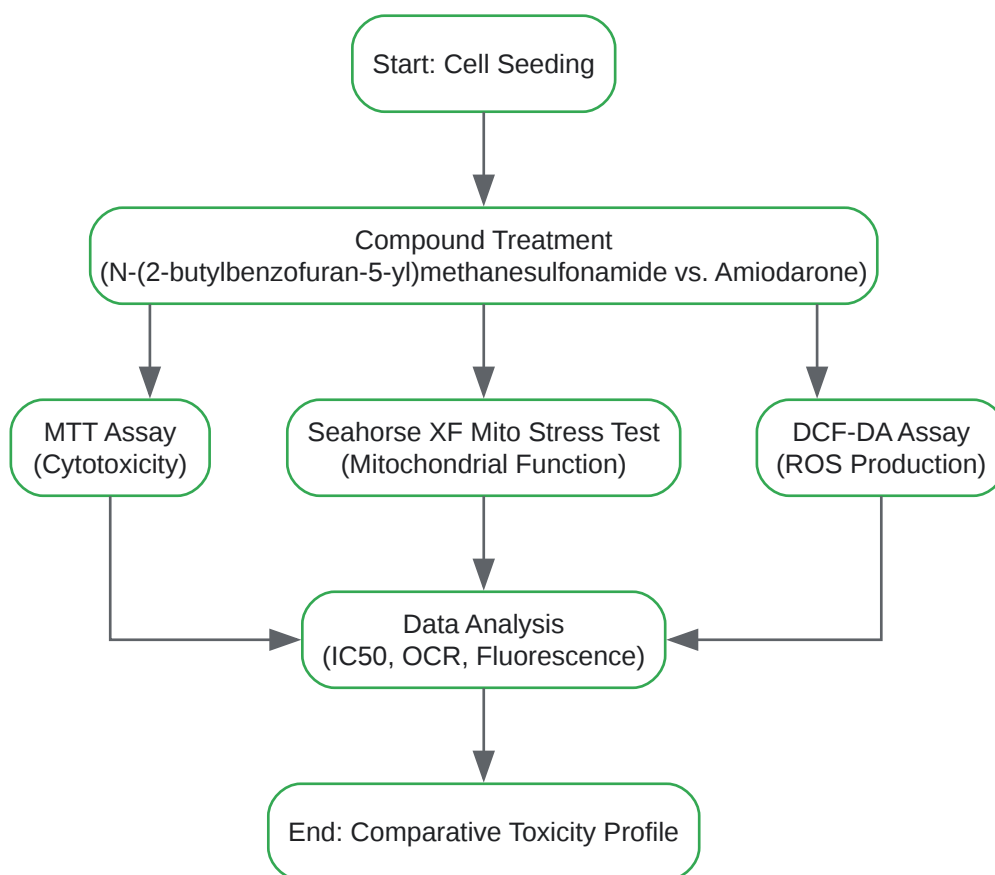 Start: Cell Seeding
Compound Treatment
(N-(2-butylbenzofuran-5-yl)methanesulfonamide vs. Amiodarone)
MTT Assay
(Cytotoxicity)
Seahorse XF Mito Stress Test
(Mitochondrial Function)
DCF-DA Assay
(ROS Production)
Data Analysis
(IC50, OCR, Fluorescence)
End: Comparative Toxicity Profile